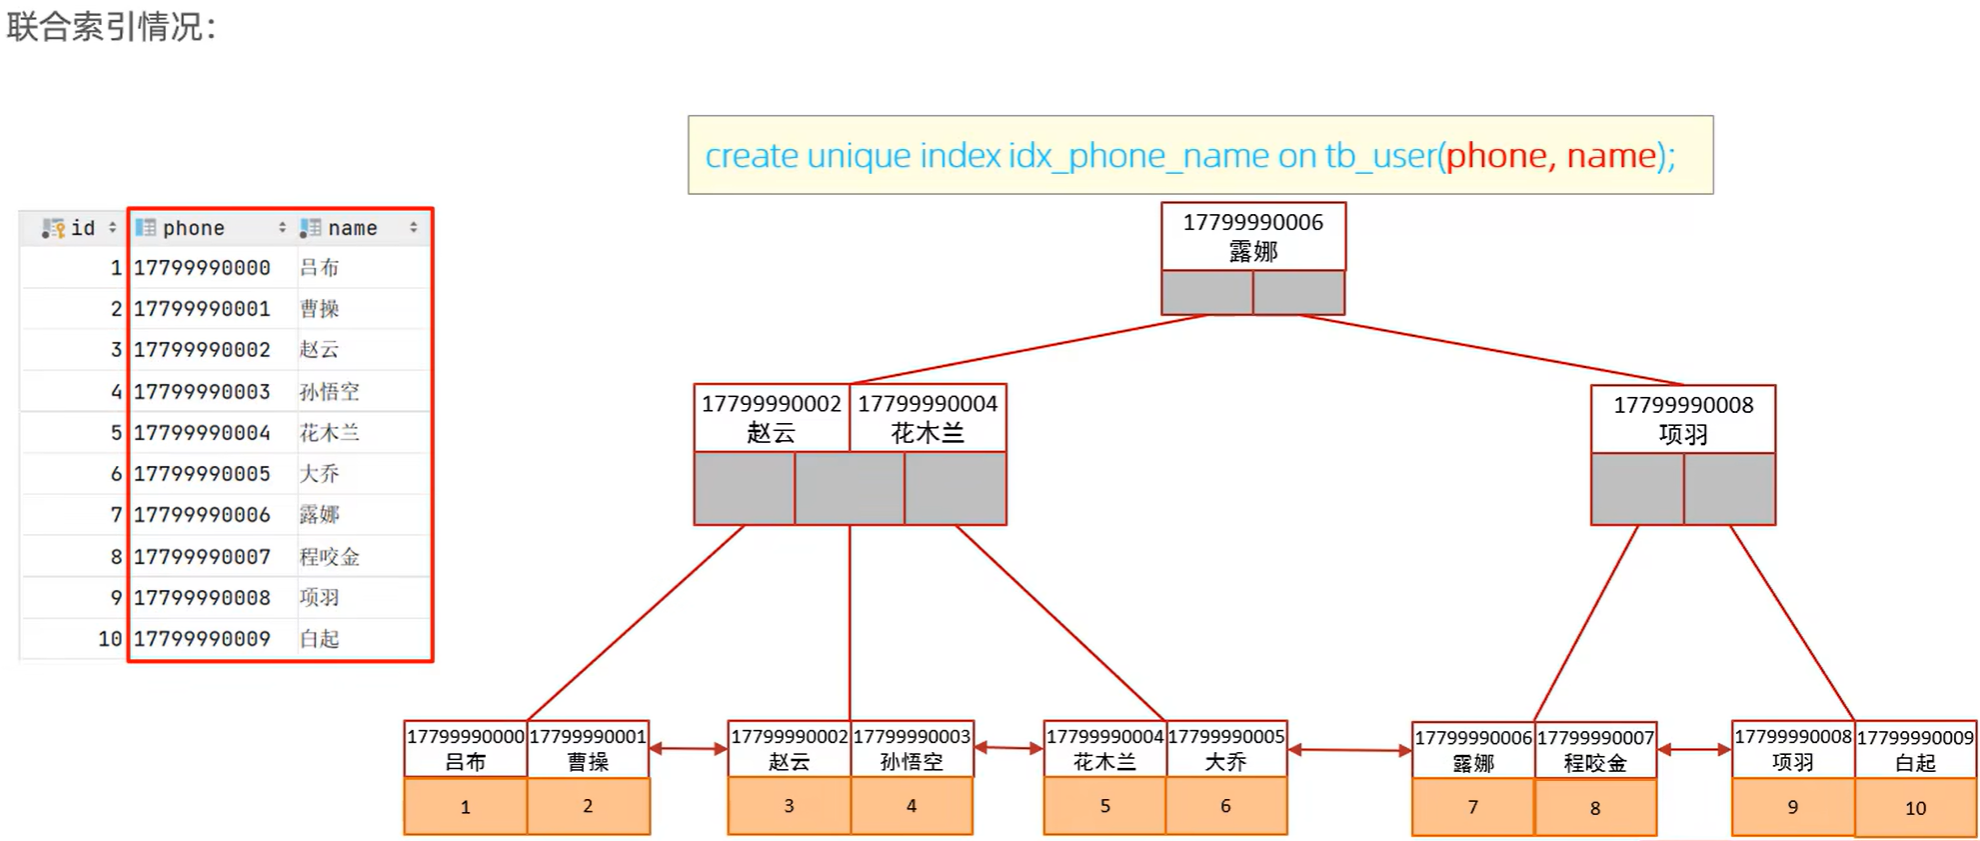 联合索引情况：
create unique index idx_phone_name on tb_user(phone, name);
id phone name
1 17799990000 吕布
2 17799990001 曹操
3 17799990002 赵云
4 17799990003 孙悟空
5 17799990004 花木兰
6 17799990005 大乔
7 17799990006 露娜
8 17799990007 程咬金
9 17799990008 项羽
10 17799990009 白起
17799990006
露娜
17799990002 17799990004
赵云 花木兰
17799990008
项羽
17799990000 17799990001
吕布 曹操
1 2
17799990002 17799990003
赵云 孙悟空
3 4
17799990004 17799990005
花木兰 大乔
5 6
17799990006 17799990007
露娜 程咬金
7 8
17799990008 17799990009
项羽 白起
9 10